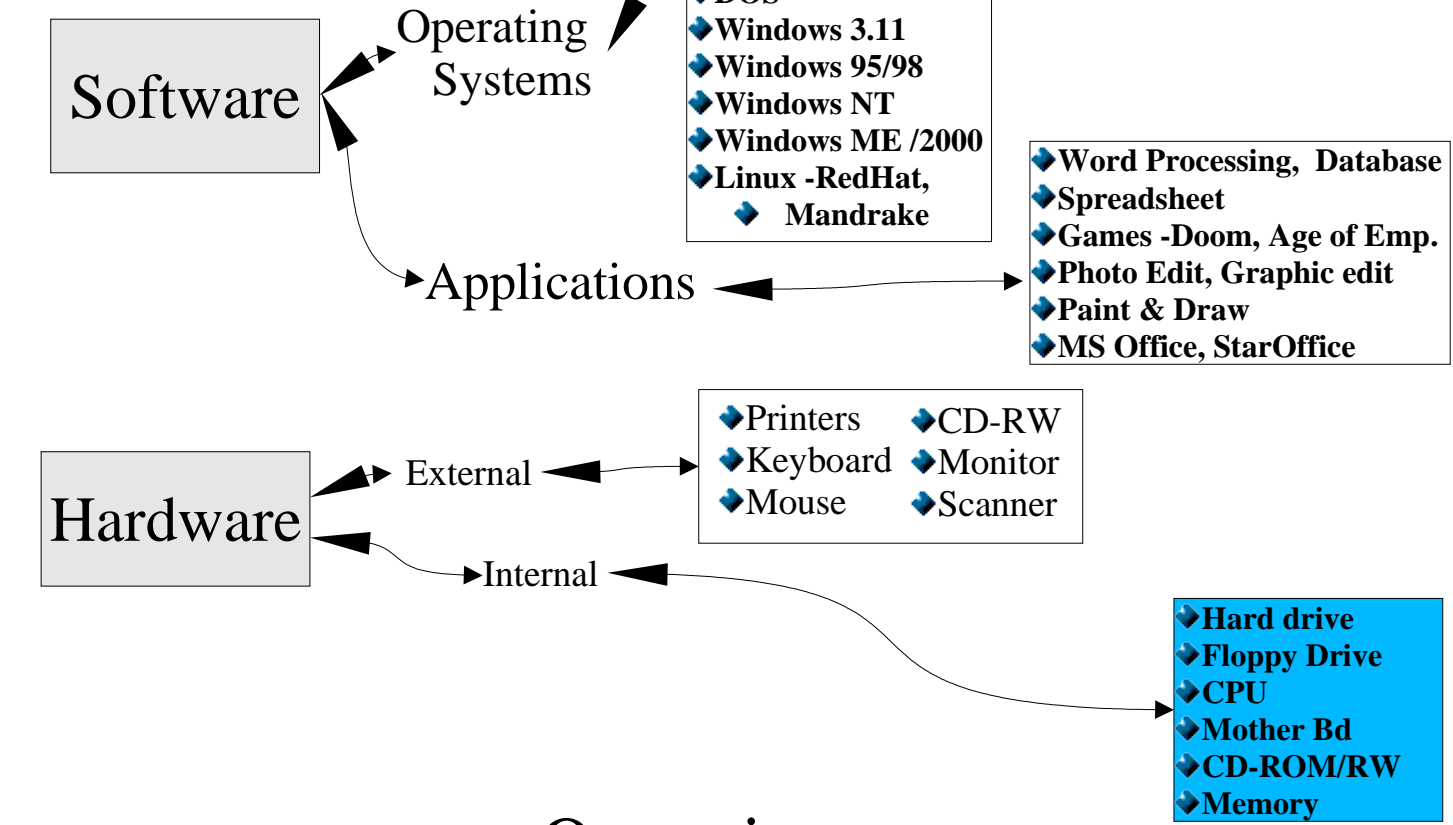 Operating
Systems
Software
DOS
Windows 3.11
Windows 95/98
Windows NT
Windows ME /2000
Linux -RedHat,
Mandrake
Applications
Word Processing, Database
Spreadsheet
Games -Doom, Age of Emp.
Photo Edit, Graphic edit
Paint & Draw
MS Office, StarOffice
Hardware
External
Printers
Keyboard
Mouse
CD-RW
Monitor
Scanner
Internal
Hard drive
Floppy Drive
CPU
Mother Bd
CD-ROM/RW
Memory